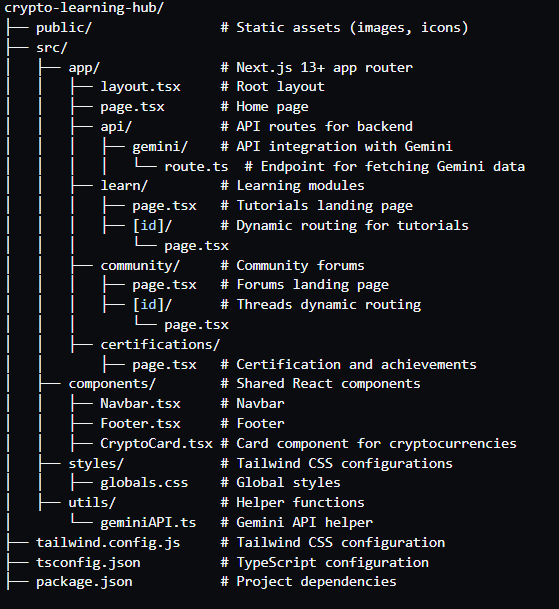 crypto-learning-hub/
├── public/                # Static assets (images, icons)
├── src/
│   ├── app/               # Next.js 13+ app router
│   │   ├── layout.tsx     # Root layout
│   │   ├── page.tsx       # Home page
│   │   ├── api/           # API routes for backend
│   │   │   ├── gemini/    # API integration with Gemini
│   │   │   │   └── route.ts  # Endpoint for fetching Gemini data
│   │   ├── learn/         # Learning modules
│   │   │   ├── page.tsx   # Tutorials landing page
│   │   │   ├── [id]/      # Dynamic routing for tutorials
│   │   │       └── page.tsx
│   │   ├── community/     # Community forums
│   │   │   ├── page.tsx   # Forums landing page
│   │   │   ├── [id]/      # Threads dynamic routing
│   │   │       └── page.tsx
│   │   ├── certifications/
│   │       ├── page.tsx   # Certification and achievements
│   ├── components/        # Shared React components
│   │   ├── Navbar.tsx     # Navbar
│   │   ├── Footer.tsx     # Footer
│   │   ├── CryptoCard.tsx # Card component for cryptocurrencies
│   ├── styles/            # Tailwind CSS configurations
│   │   ├── globals.css    # Global styles
│   ├── utils/             # Helper functions
│       └── geminiAPI.ts   # Gemini API helper
├── tailwind.config.js     # Tailwind CSS configuration
├── tsconfig.json          # TypeScript configuration
├── package.json           # Project dependencies